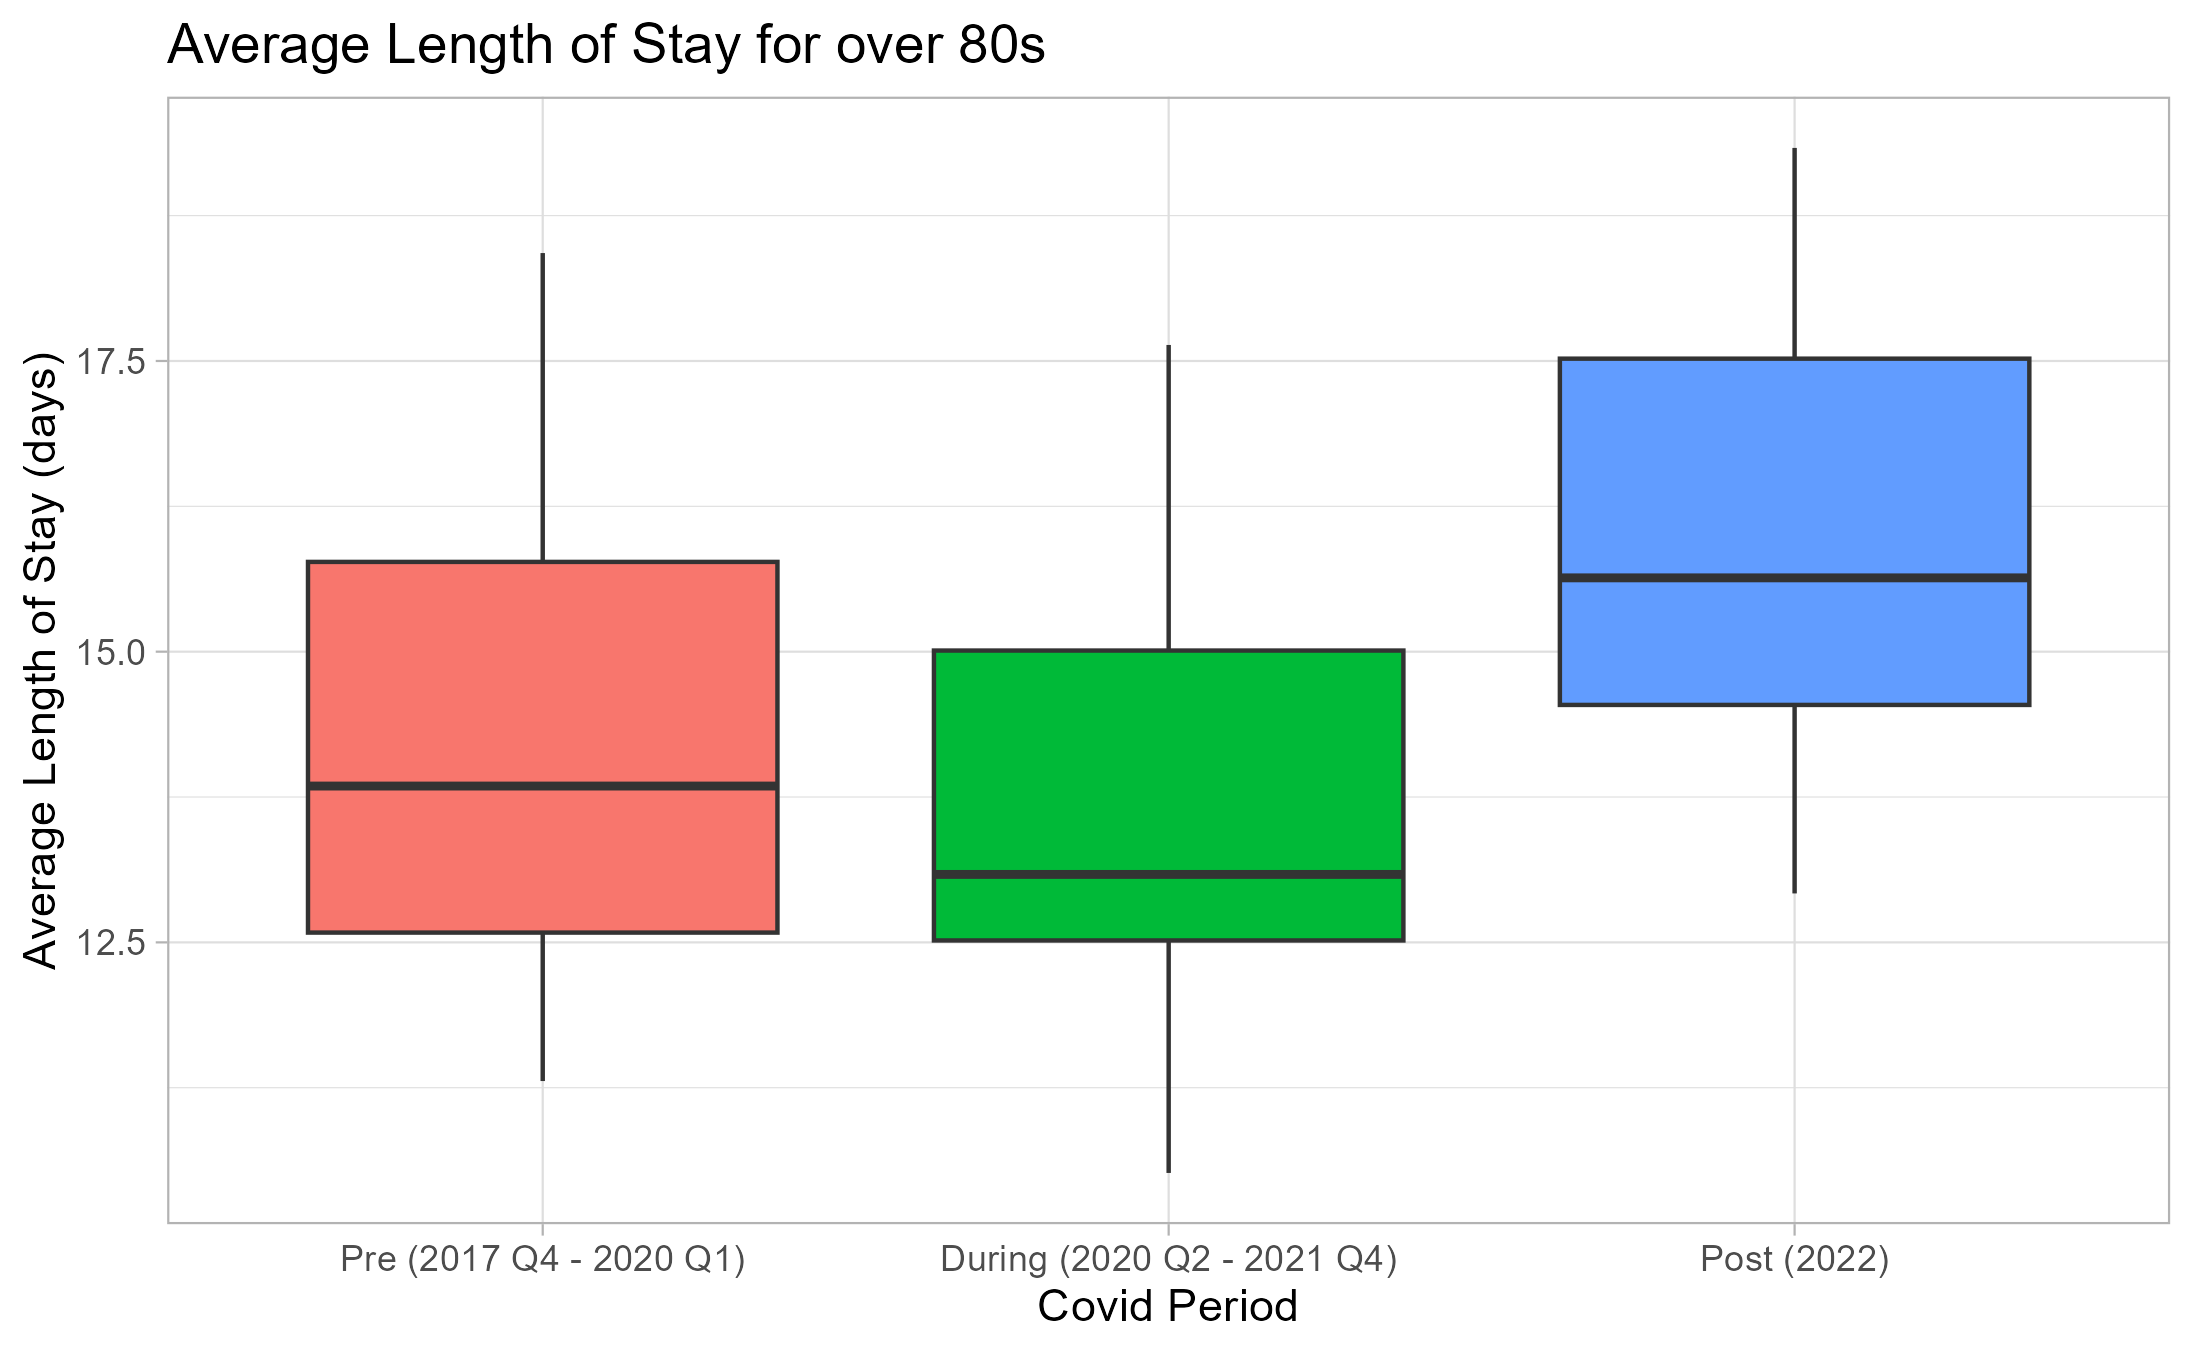 Average Length of Stay for over 80s
Average Length of Stay (days)
17.5
15.0
12.5
Pre (2017 Q4 - 2020 Q1)
During (2020 Q2 - 2021 Q4)
Post (2022)
Covid Period